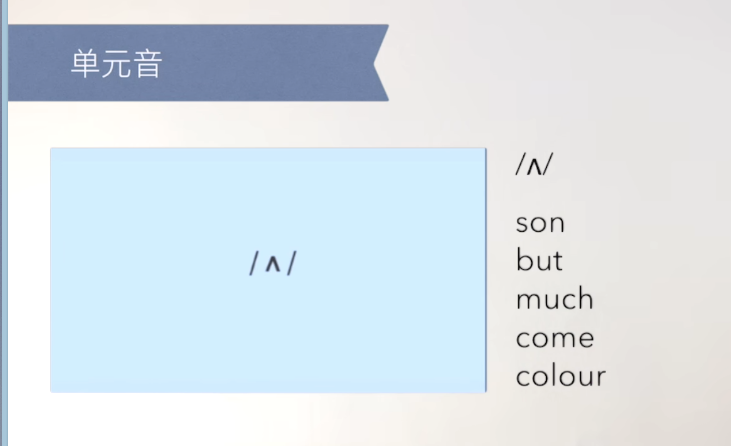 单元音
/ʌ/
/ʌ/
son
but
much
come
colour